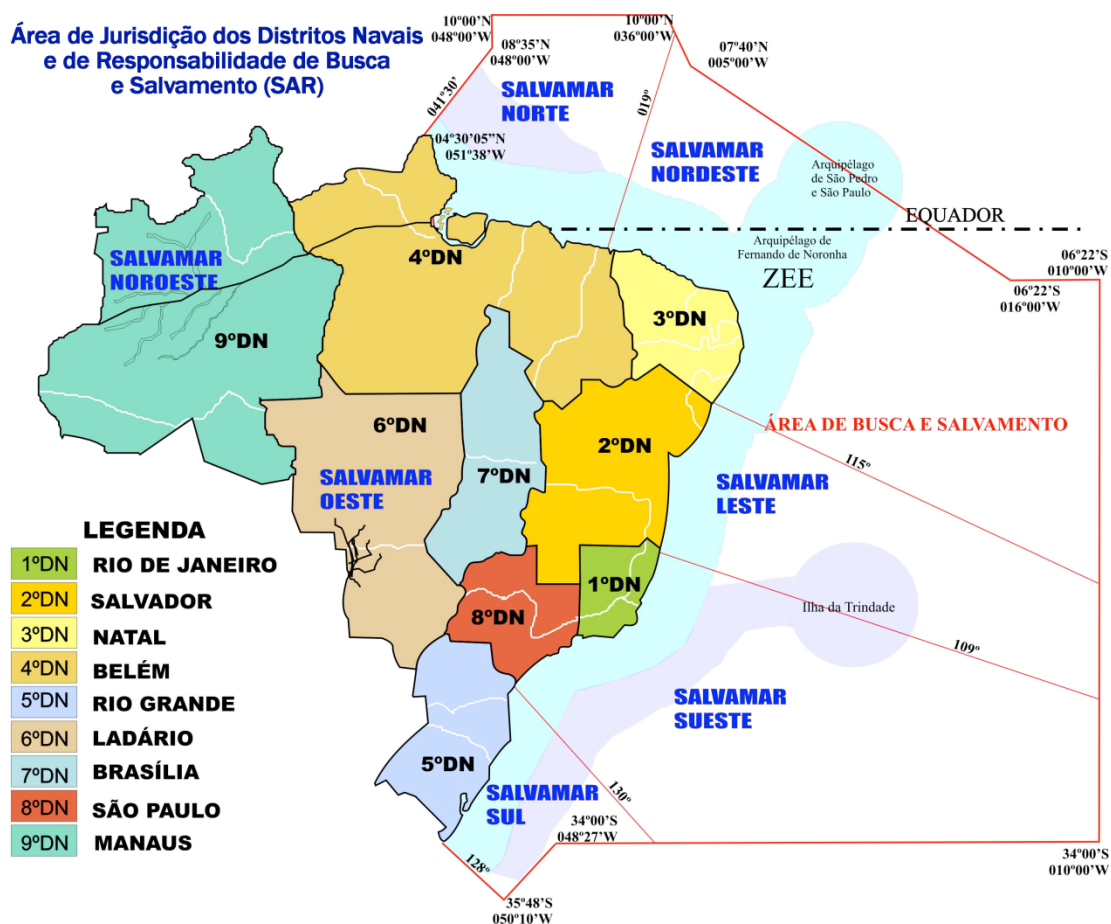 Área de Jurisdição dos Distritos Navais
e de Responsabilidade de Busca
e Salvamento (SAR)
10º00’N
048º00’W
08º35’N
048º00’W
10º00’N
036º00’W
07º40’N
005º00’W
041º30’
019º
04º30’05’’N
051º38’W
SALVAMAR
NORTE
SALVAMAR
NORDESTE
Arquipélago
de São Pedro
e São Paulo
EQUADOR
Arquipélago de
Fernando de Noronha
ZEE
06º22’S
010º00’W
06º22’S
016º00’W
SALVAMAR
NOROESTE
4ºDN
3ºDN
9ºDN
6ºDN
SALVAMAR
OESTE
7ºDN
2ºDN
ÁREA DE BUSCA E SALVAMENTO
115º
SALVAMAR
LESTE
1ºDN
8ºDN
Ilha da Trindade
109º
SALVAMAR
SUESTE
5ºDN
SALVAMAR
SUL
130º
128º
34º00’S
048º27’W
34º00’S
010º00’W
35º48’S
050º10’W
LEGENDA
1ºDN RIO DE JANEIRO
2ºDN SALVADOR
3ºDN NATAL
4ºDN BELÉM
5ºDN RIO GRANDE
6ºDN LADÁRIO
7ºDN BRASÍLIA
8ºDN SÃO PAULO
9ºDN MANAUS